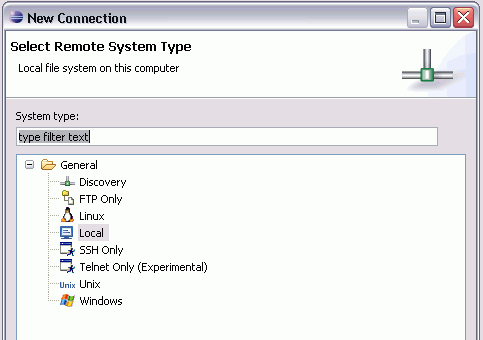 New Connection
Select Remote System Type
Local file system on this computer
System type:
type filter text
General
Discovery
FTP Only
Linux
Local
SSH Only
Telnet Only (Experimental)
Unix Unix
Windows